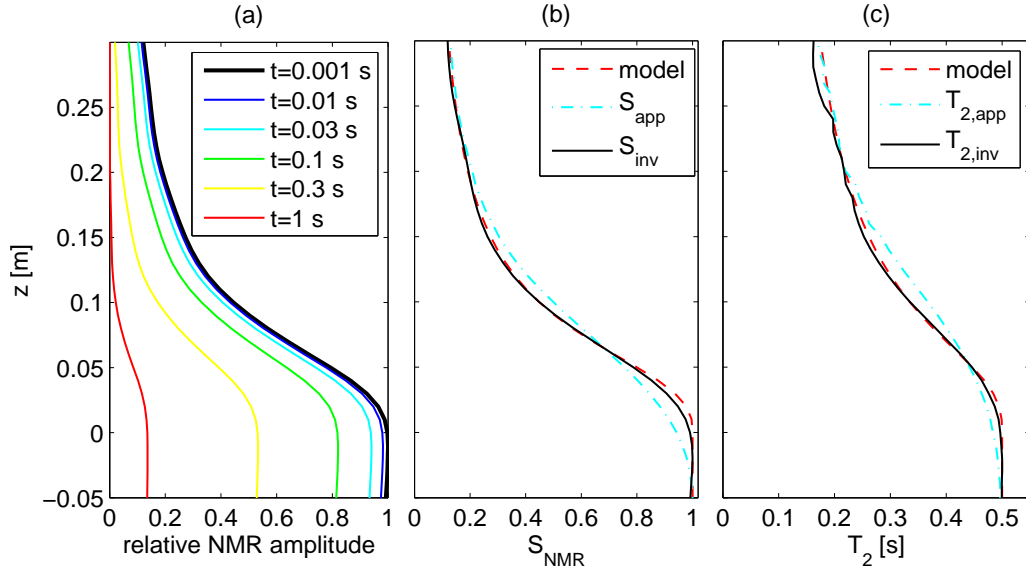 (a)
(b)
(c)
t=0.001 s
t=0.01 s
t=0.03 s
t=0.1 s
t=0.3 s
t=1 s
model
S_app
S_inv
model
T_2,app
T_2,inv
z [m]
0.25
0.2
0.15
0.1
0.05
0
−0.05
0 0.2 0.4 0.6 0.8 1
0 0.2 0.4 0.6 0.8 1
0 0.1 0.2 0.3 0.4 0.5
relative NMR amplitude
S_NMR
T_2 [s]